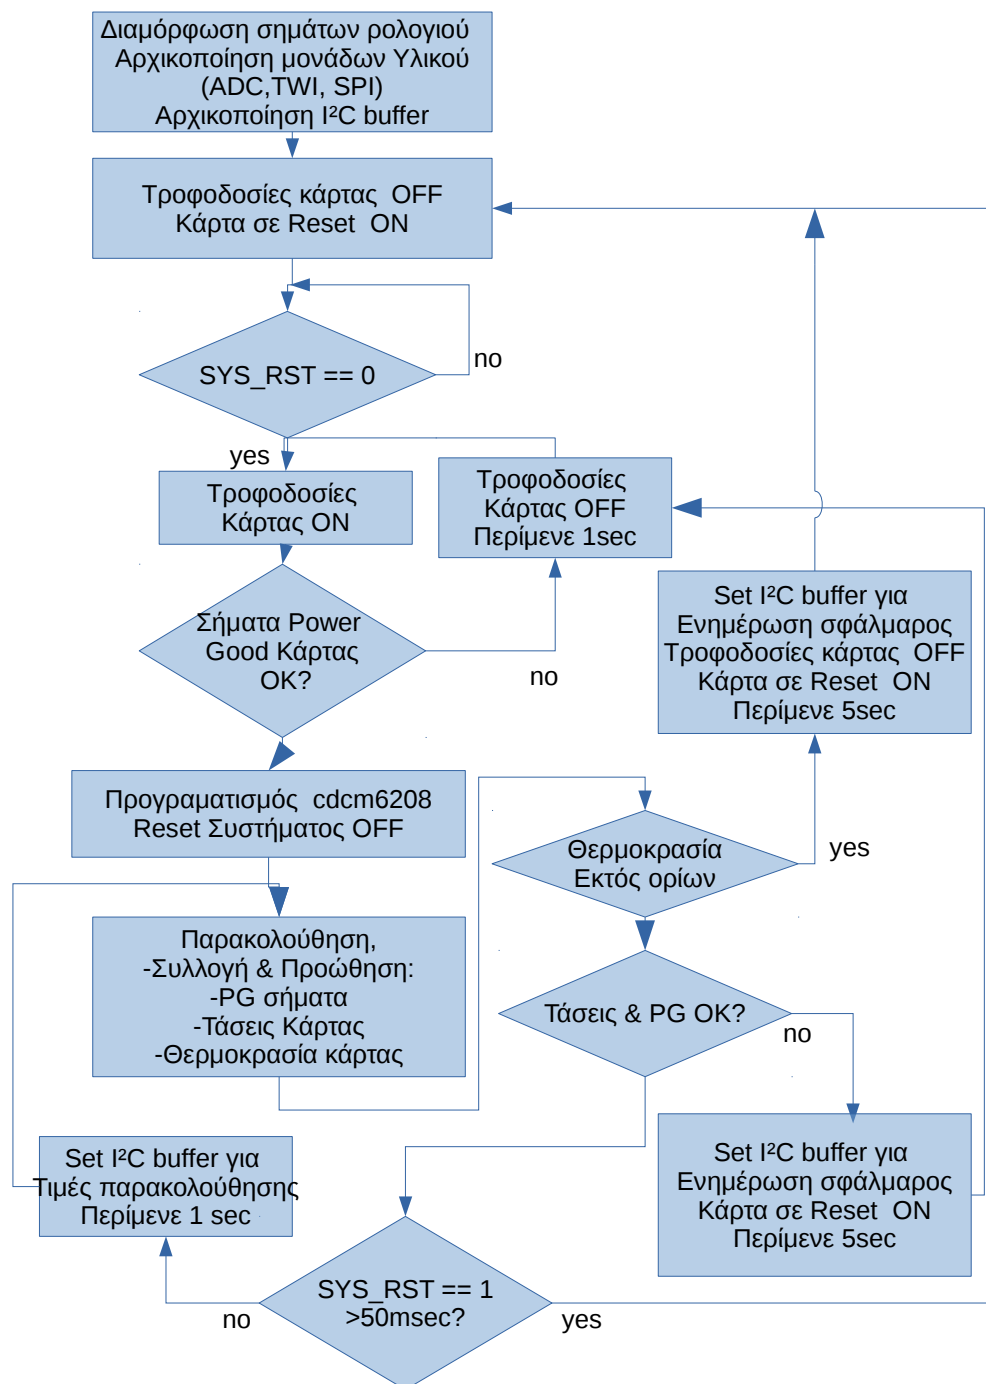 Διαμόρφωση σημάτων ρολογιού
Αρχικοποίηση μονάδων Υλικού
(ADC,TWI, SPI)
Αρχικοποίηση I²C buffer
Τροφοδοσίες κάρτας OFF
Κάρτα σε Reset ON
SYS_RST == 0
no
yes
Τροφοδοσίες
Κάρτας ON
Τροφοδοσίες
Κάρτας OFF
Περίμενε 1sec
Σήματα Power
Good Κάρτας
OK?
no
Set I²C buffer για
Ενημέρωση σφάλμαρος
Τροφοδοσίες κάρτας OFF
Κάρτα σε Reset ON
Περίμενε 5sec
Προγραματισμός cdcm6208
Reset Συστήματος OFF
Θερμοκρασία
Εκτός ορίων
yes
Παρακολούθηση,
-Συλλογή & Προώθηση:
-PG σήματα
-Τάσεις Κάρτας
-Θερμοκρασία κάρτας
Τάσεις & PG OK?
no
Set I²C buffer για
Τιμές παρακολούθησης
Περίμενε 1 sec
Set I²C buffer για
Ενημέρωση σφάλμαρος
Κάρτα σε Reset ON
Περίμενε 5sec
SYS_RST == 1
>50msec?
no
yes